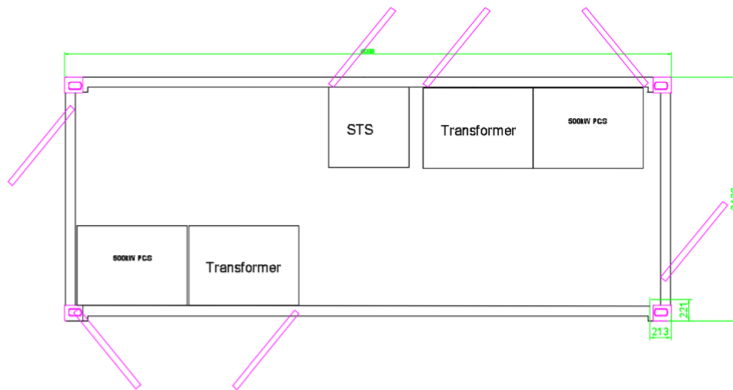 STS
Transformer
500kW PCS
500kW PCS
Transformer
221
213